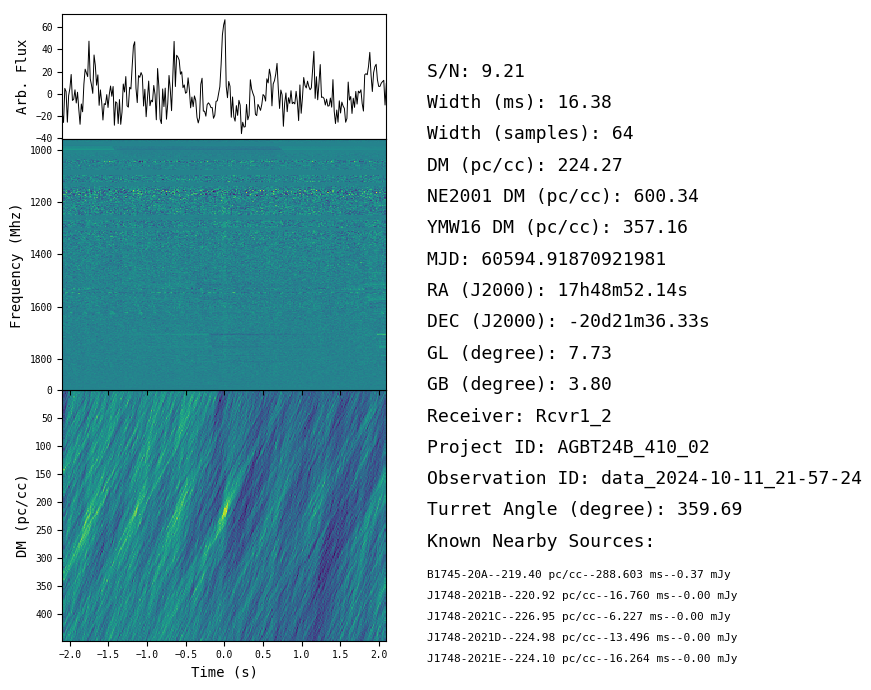 60
40
20
0
−20
−40
Arb. Flux
1000
1200
1400
1600
1800
Frequency (Mhz)
0
50
100
150
200
250
300
350
400
DM (pc/cc)
−2.0 −1.5 −1.0 −0.5 0.0 0.5 1.0 1.5 2.0
Time (s)
S/N: 9.21
Width (ms): 16.38
Width (samples): 64
DM (pc/cc): 224.27
NE2001 DM (pc/cc): 600.34
YMW16 DM (pc/cc): 357.16
MJD: 60594.91870921981
RA (J2000): 17h48m52.14s
DEC (J2000): -20d21m36.33s
GL (degree): 7.73
GB (degree): 3.80
Receiver: Rcvr1_2
Project ID: AGBT24B_410_02
Observation ID: data_2024-10-11_21-57-24
Turret Angle (degree): 359.69
Known Nearby Sources:
B1745-20A--219.40 pc/cc--288.603 ms--0.37 mJy
J1748-2021B--220.92 pc/cc--16.760 ms--0.00 mJy
J1748-2021C--226.95 pc/cc--6.227 ms--0.00 mJy
J1748-2021D--224.98 pc/cc--13.496 ms--0.00 mJy
J1748-2021E--224.10 pc/cc--16.264 ms--0.00 mJy